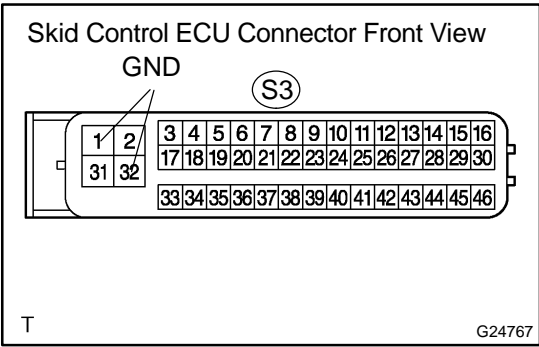 Skid Control ECU Connector Front View
GND
S3
1 2 3 4 5 6 7 8 9 10 11 12 13 14 15 16
31 32 17 18 19 20 21 22 23 24 25 26 27 28 29 30
33 34 35 36 37 38 39 40 41 42 43 44 45 46
T
G24767